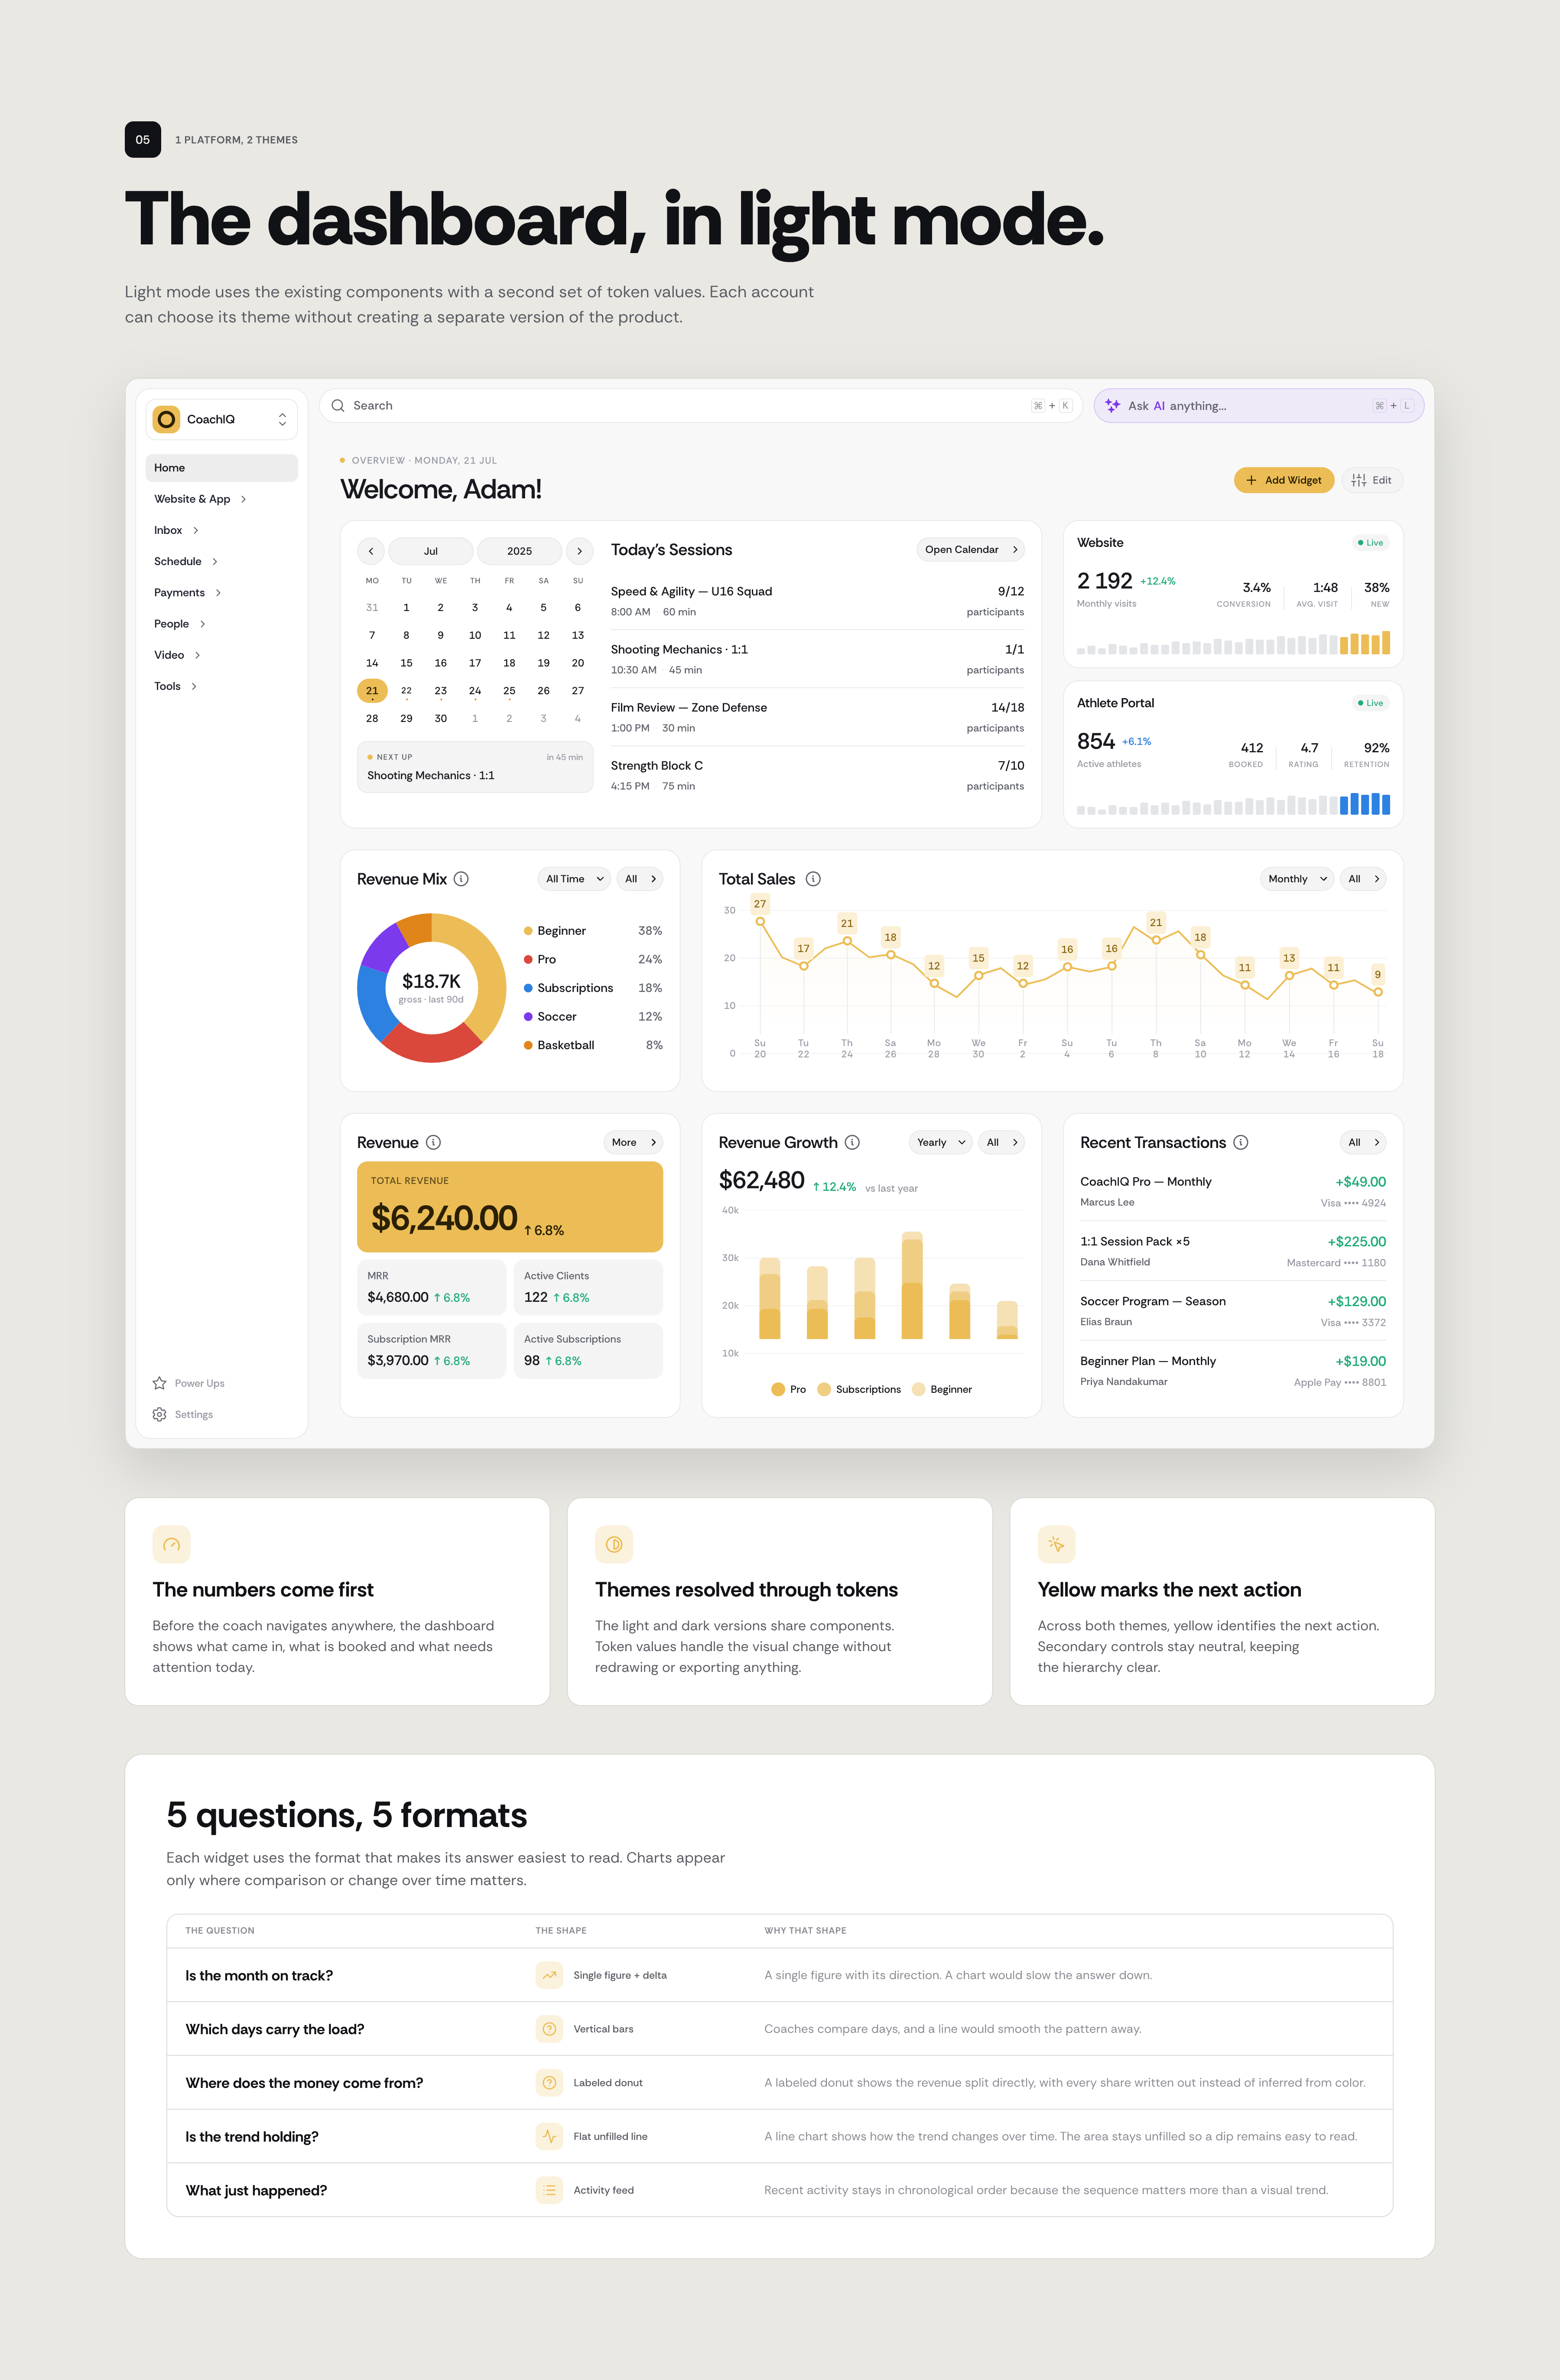 05
1 PLATFORM, 2 THEMES
The dashboard, in light mode.
Light mode uses the existing components with a second set of token values. Each account
can choose its theme without creating a separate version of the product.
CoachIQ
Search
⌘ + K
Ask AI anything...
⌘ + L
Home
Website & App
Inbox
Schedule
Payments
People
Video
Tools
Power Ups
Settings
OVERVIEW · MONDAY, 21 JUL
Welcome, Adam!
Add Widget
Edit
Jul
2025
MO TU WE TH FR SA SU
31 1 2 3 4 5 6
7 8 9 10 11 12 13
14 15 16 17 18 19 20
21 22 23 24 25 26 27
28 29 30 1 2 3 4
NEXT UP
in 45 min
Shooting Mechanics · 1:1
Today's Sessions
Open Calendar
Speed & Agility — U16 Squad
9/12
8:00 AM 60 min
participants
Shooting Mechanics · 1:1
1/1
10:30 AM 45 min
participants
Film Review — Zone Defense
14/18
1:00 PM 30 min
participants
Strength Block C
7/10
4:15 PM 75 min
participants
Website
Live
2 192 +12.4%
Monthly visits
3.4% 1:48 38%
CONVERSION AVG. VISIT NEW
Athlete Portal
Live
854 +6.1%
Active athletes
412 4.7 92%
BOOKED RATING RETENTION
Revenue Mix
All Time
All
$18.7K
gross · last 90d
Beginner 38%
Pro 24%
Subscriptions 18%
Soccer 12%
Basketball 8%
Total Sales
Monthly
All
30
20
10
0
27 17 21 18 12 15 12 16 16 21 18 11 13 11 9
Su Tu Th Sa Mo We Fr Su Tu Th Sa Mo We Fr Su
20 22 24 26 28 30 2 4 6 8 10 12 14 16 18
Revenue
More
TOTAL REVENUE
$6,240.00 ↑ 6.8%
MRR
$4,680.00 ↑ 6.8%
Active Clients
122 ↑ 6.8%
Subscription MRR
$3,970.00 ↑ 6.8%
Active Subscriptions
98 ↑ 6.8%
Revenue Growth
Yearly
All
$62,480 ↑ 12.4% vs last year
40k
30k
20k
10k
Pro Subscriptions Beginner
Recent Transactions
All
CoachIQ Pro — Monthly
+$49.00
Marcus Lee
Visa •••• 4924
1:1 Session Pack ×5
+$225.00
Dana Whitfield
Mastercard •••• 1180
Soccer Program — Season
+$129.00
Elias Braun
Visa •••• 3372
Beginner Plan — Monthly
+$19.00
Priya Nandakumar
Apple Pay •••• 8801
The numbers come first
Before the coach navigates anywhere, the dashboard
shows what came in, what is booked and what needs
attention today.
Themes resolved through tokens
The light and dark versions share components.
Token values handle the visual change without
redrawing or exporting anything.
Yellow marks the next action
Across both themes, yellow identifies the next action.
Secondary controls stay neutral, keeping
the hierarchy clear.
5 questions, 5 formats
Each widget uses the format that makes its answer easiest to read. Charts appear
only where comparison or change over time matters.
THE QUESTION THE SHAPE WHY THAT SHAPE
Is the month on track? Single figure + delta A single figure with its direction. A chart would slow the answer down.
Which days carry the load? Vertical bars Coaches compare days, and a line would smooth the pattern away.
Where does the money come from? Labeled donut A labeled donut shows the revenue split directly, with every share written out instead of inferred from color.
Is the trend holding? Flat unfilled line A line chart shows how the trend changes over time. The area stays unfilled so a dip remains easy to read.
What just happened? Activity feed Recent activity stays in chronological order because the sequence matters more than a visual trend.